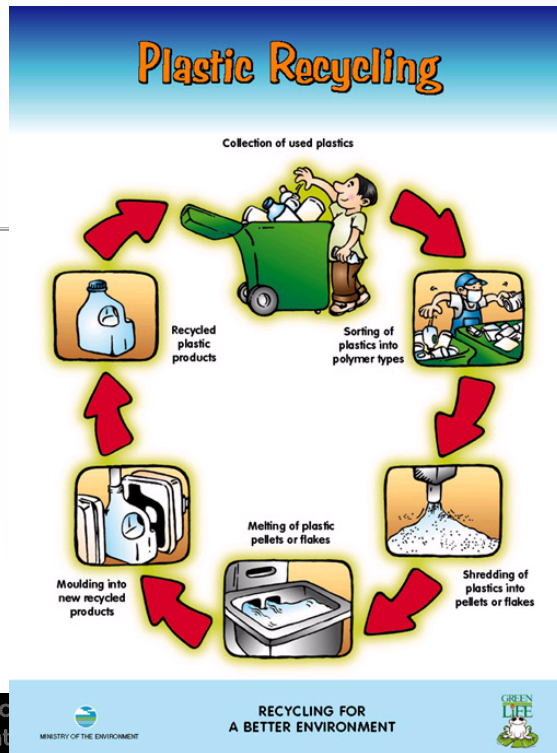 Plastic Recycling
Collection of used plastics
Sorting of
plastics into
polymer types
Shredding of
plastics into
pellets or flakes
Melting of plastic
pellets or flakes
Moulding into
new recycled
products
Recycled
plastic
products
MINISTRY OF THE ENVIRONMENT
RECYCLING FOR
A BETTER ENVIRONMENT
GREEN
LIFE